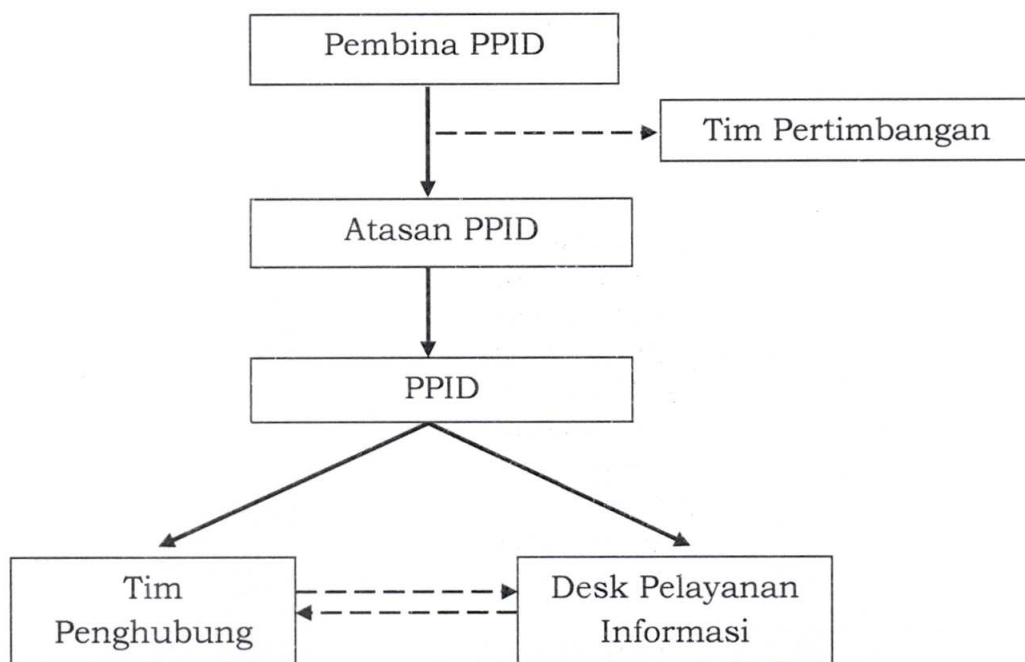 Pembina PPID
Tim Pertimbangan
Atasan PPID
PPID
Tim
Penghubung
Desk Pelayanan
Informasi